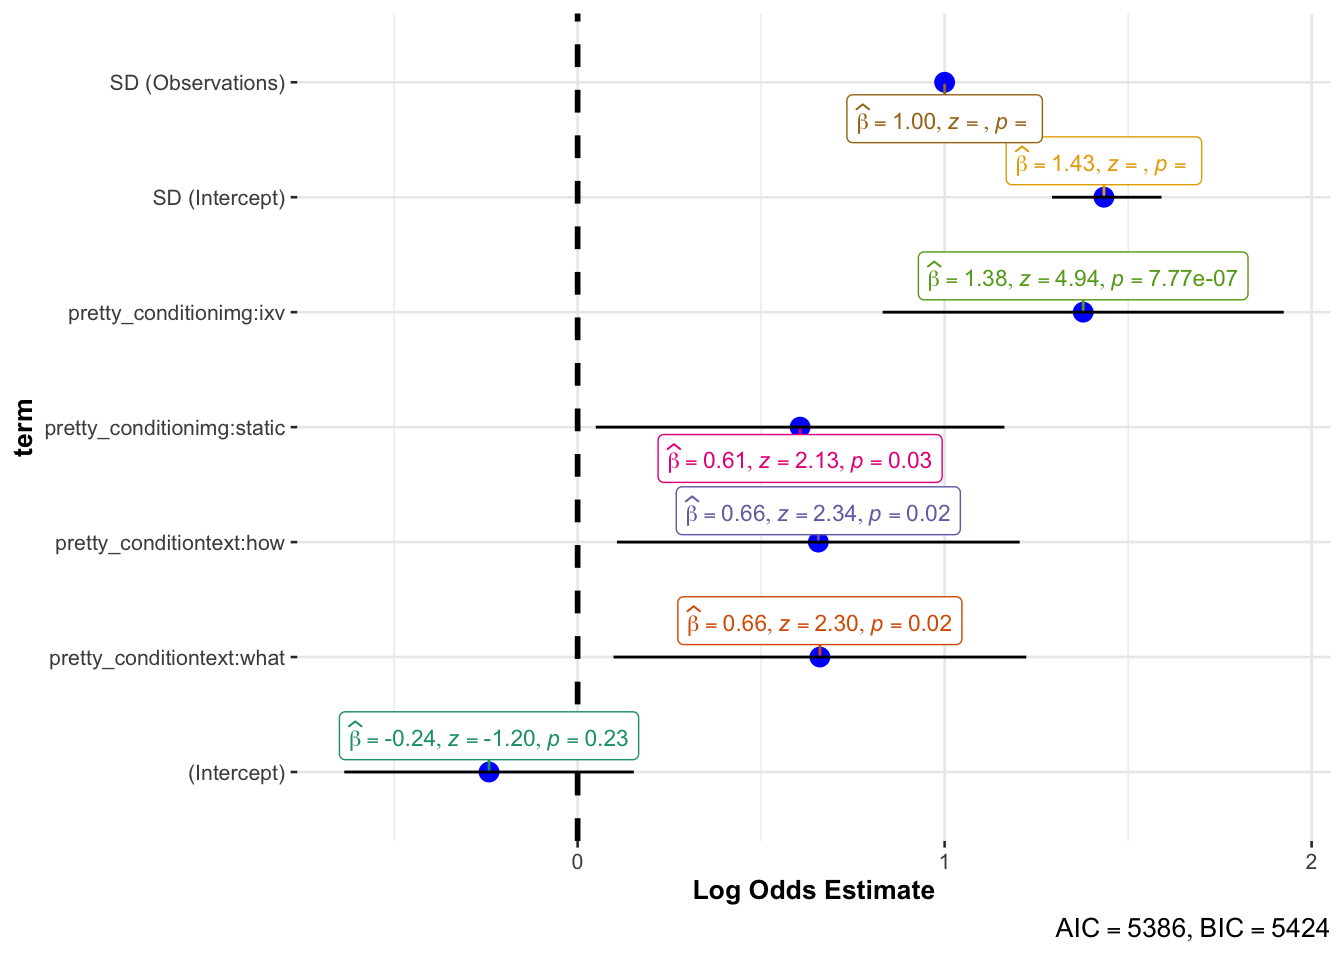 SD (Observations)
β̂ = 1.00, z = , p =
β̂ = 1.43, z = , p =
SD (Intercept)
β̂ = 1.38, z = 4.94, p = 7.77e-07
pretty_conditionimg:ixv
pretty_conditionimg:static
β̂ = 0.61, z = 2.13, p = 0.03
β̂ = 0.66, z = 2.34, p = 0.02
pretty_conditiontext:how
β̂ = 0.66, z = 2.30, p = 0.02
pretty_conditiontext:what
β̂ = -0.24, z = -1.20, p = 0.23
(Intercept)
term
0 1 2
Log Odds Estimate
AIC = 5386, BIC = 5424